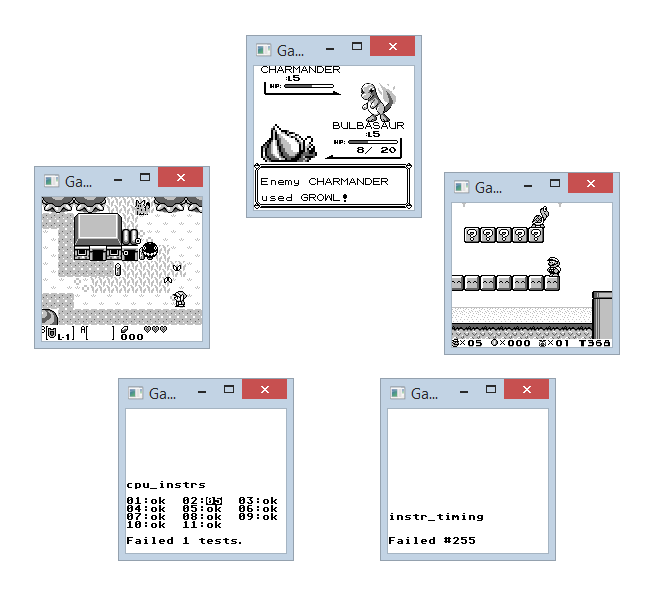 Ga...
CHARMANDER
:L5
HP:
BULBASAUR
:L5
HP:
8/ 20
Enemy CHARMANDER
used GROWL!
Ga...
B[ L-1] A[ ] 000
Ga...
×05 ×000 ×01 T368
Ga...
cpu_instrs
01:ok 02:05 03:ok
04:ok 05:ok 06:ok
07:ok 08:ok 09:ok
10:ok 11:ok
Failed 1 tests.
Ga...
instr_timing
Failed #255